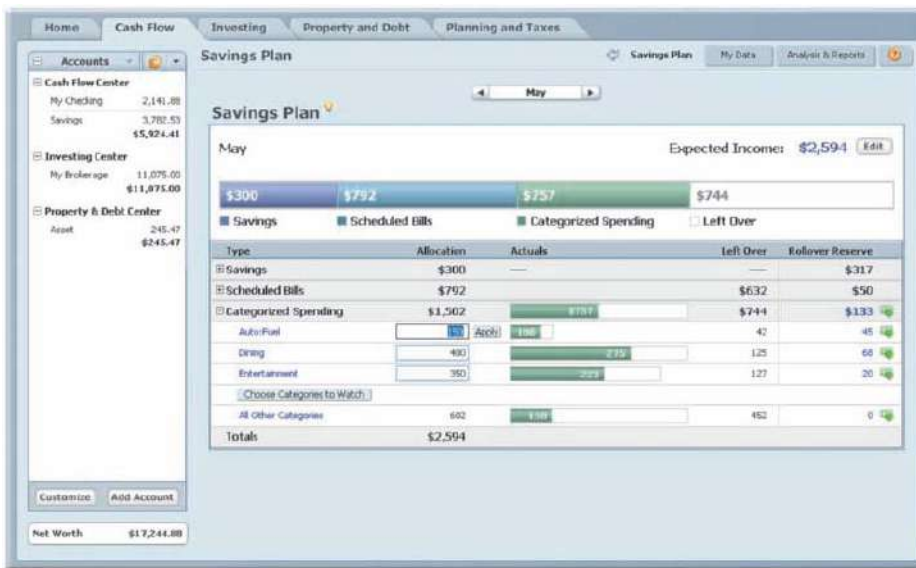 Home Cash Flow Investing Property and Debt Planning and Taxes
Accounts
Savings Plan
Savings Plan My Data Analysis & Reports
Cash Flow Center
My Checking 2,141.88
Savings 3,782.53
$5,924.41
Investing Center
My Brokerage 11,075.00
$11,075.00
Property & Debt Center
Asset 245.47
$245.47
Customize Add Account
Net Worth $17,244.88
May
Savings Plan
May Expected Income: $2,594 Edit
$300 $792 $757 $744
Savings Scheduled Bills Categorized Spending Left Over
Type Allocation Actuals Left Over Rollover Reserve
Savings $300 — — $317
Scheduled Bills $792 $632 $50
Categorized Spending $1,502 $757 $744 $133
Auto:Fuel Apply 42 45
Dining 400 275 125 68
Entertainment 350 223 127 20
Choose Categories to Watch
All Other Categories 602 150 452 0
Totals $2,594